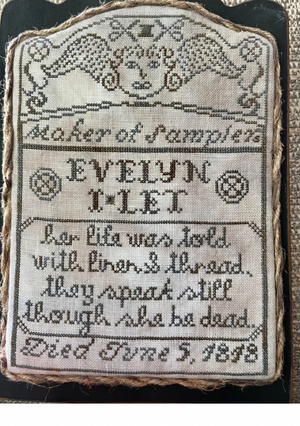 Maker of Samplers
EVELYN
I·LET
her life was told
with linen & thread,
they speak still
though she be dead.
Died June 5, 1818